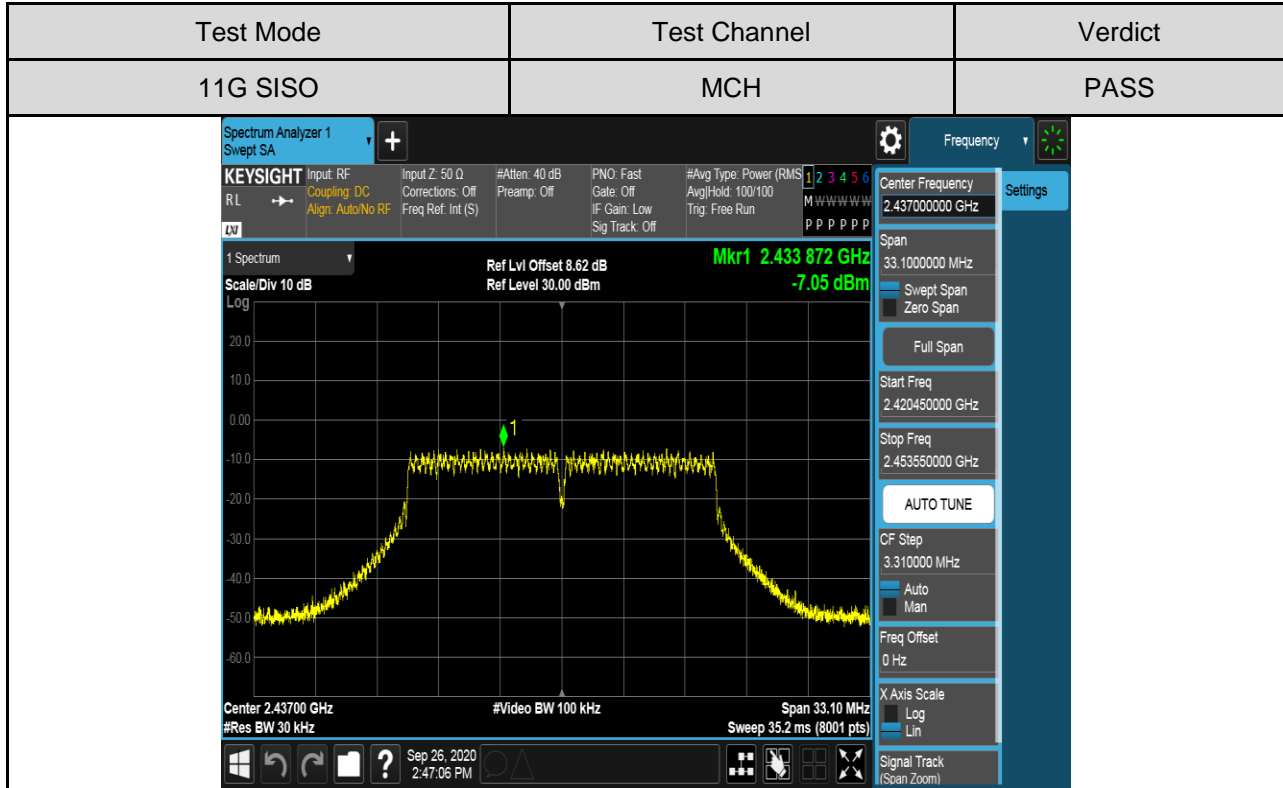 Test Mode Test Channel Verdict
11G SISO MCH PASS
Spectrum Analyzer 1
Swept SA
+
Frequency
KEYSIGHT Input: RF Input Z: 50 Ω #Atten: 40 dB PNO: Fast #Avg Type: Power (RMS 1 2 3 4 5 6
RL Coupling: DC Corrections: Off Preamp: Off Gate: Off Avg|Hold: 100/100 M W W W W W
Align: Auto/No RF Freq Ref: Int (S) IF Gain: Low Trig: Free Run
LXI Sig Track: Off P P P P P P
1 Spectrum Ref Lvl Offset 8.62 dB Mkr1 2.433 872 GHz
Scale/Div 10 dB Ref Level 30.00 dBm -7.05 dBm
Log
20.0
10.0
0.00
1
-10.0
-20.0
-30.0
-40.0
-50.0
-60.0
Center 2.43700 GHz #Video BW 100 kHz Span 33.10 MHz
#Res BW 30 kHz Sweep 35.2 ms (8001 pts)
? Sep 26, 2020
2:47:06 PM
Center Frequency
2.437000000 GHz
Settings
Span
33.1000000 MHz
Swept Span
Zero Span
Full Span
Start Freq
2.420450000 GHz
Stop Freq
2.453550000 GHz
AUTO TUNE
CF Step
3.310000 MHz
Auto
Man
Freq Offset
0 Hz
X Axis Scale
Log
Lin
Signal Track
(Span Zoom)